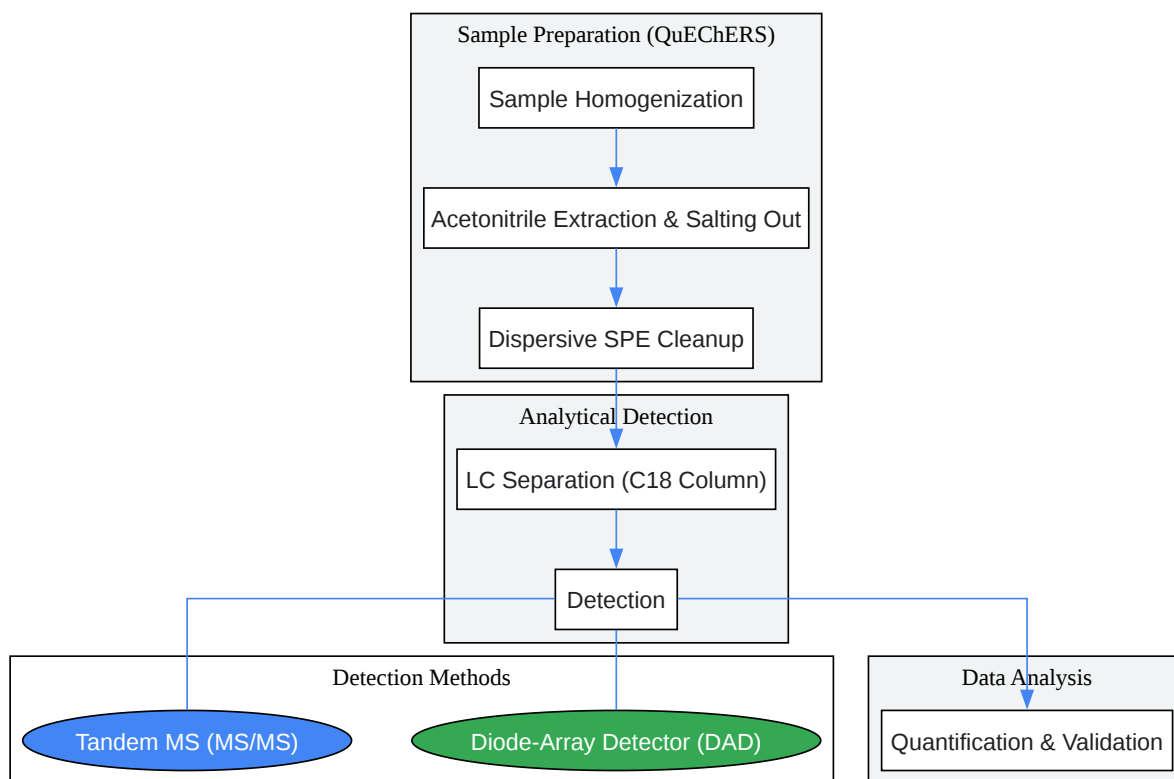 Sample Preparation (QuEChERS)
Sample Homogenization
Acetonitrile Extraction & Salting Out
Dispersive SPE Cleanup
Analytical Detection
LC Separation (C18 Column)
Detection
Detection Methods
Data Analysis
Tandem MS (MS/MS)
Diode-Array Detector (DAD)
Quantification & Validation